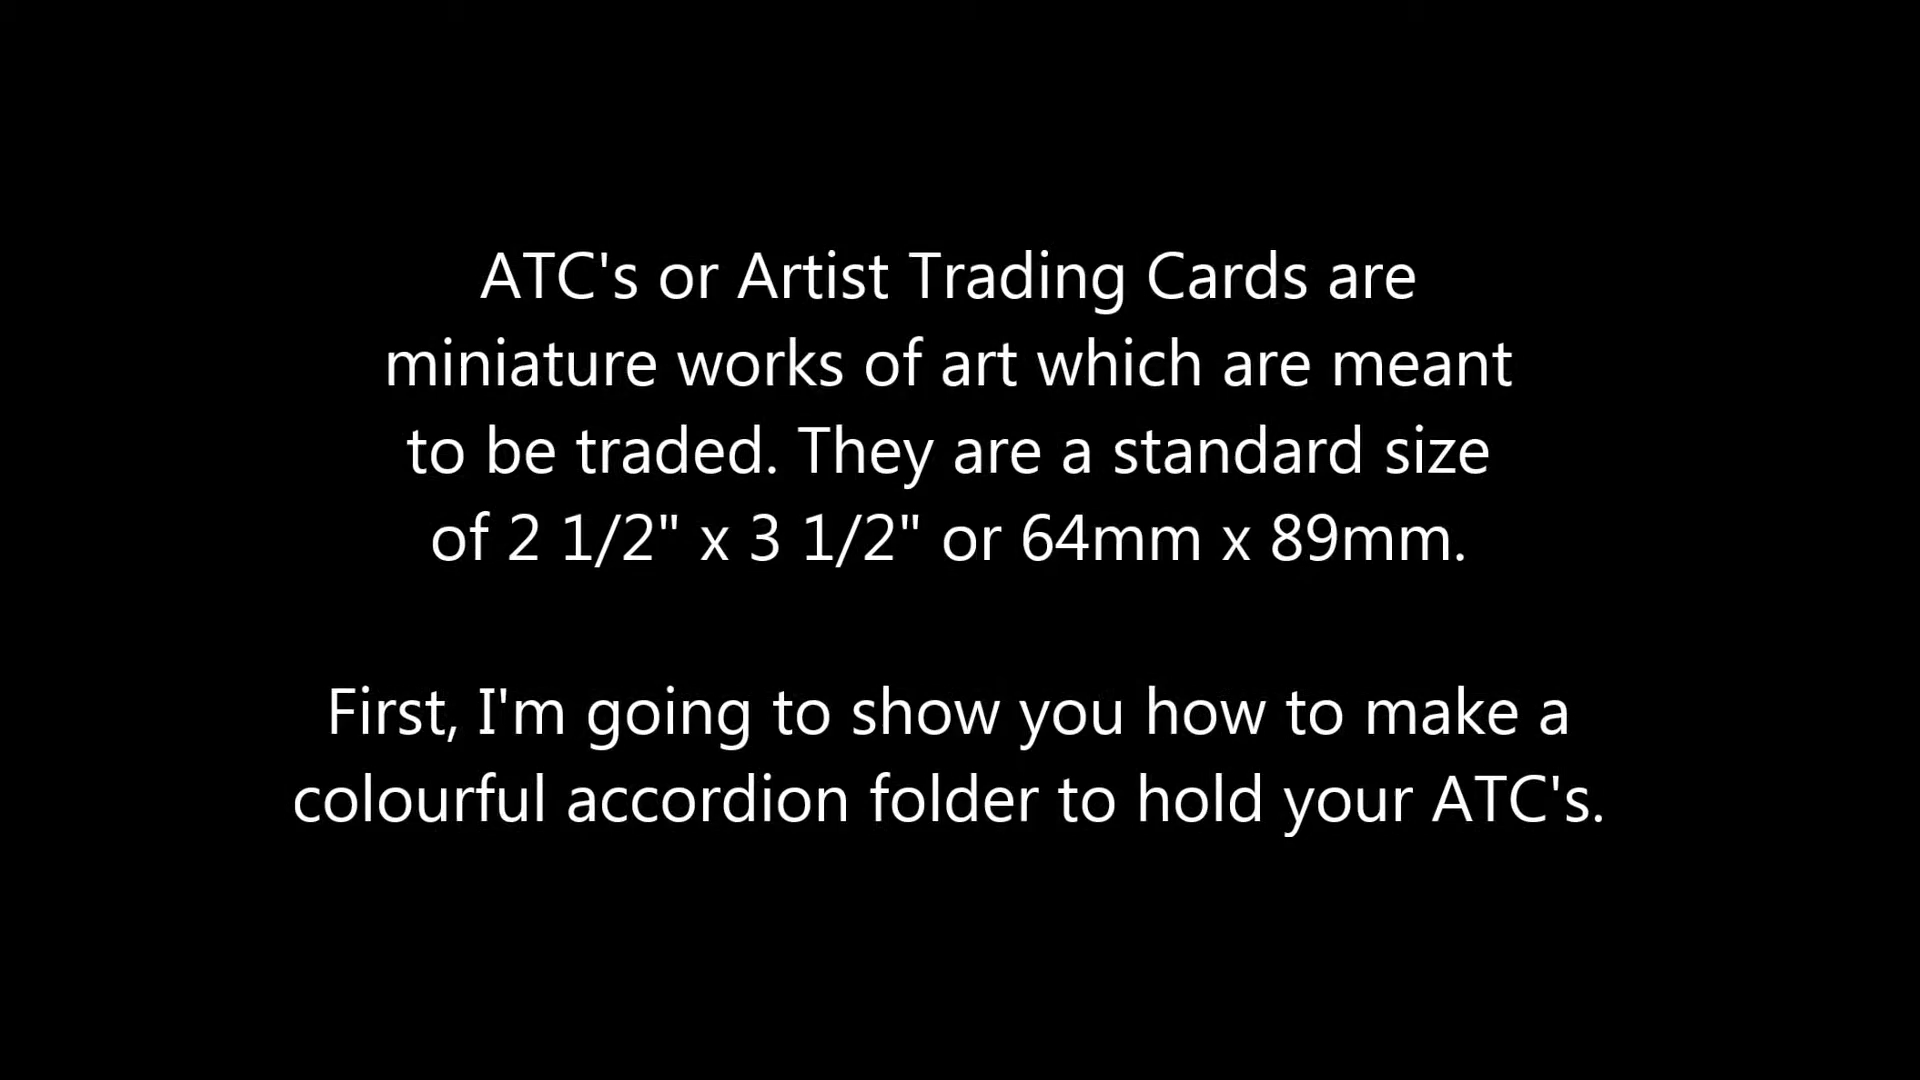 ATC's or Artist Trading Cards are
miniature works of art which are meant
to be traded. They are a standard size
of 2 1/2" x 3 1/2" or 64mm x 89mm.
First, I'm going to show you how to make a
colourful accordion folder to hold your ATC's.